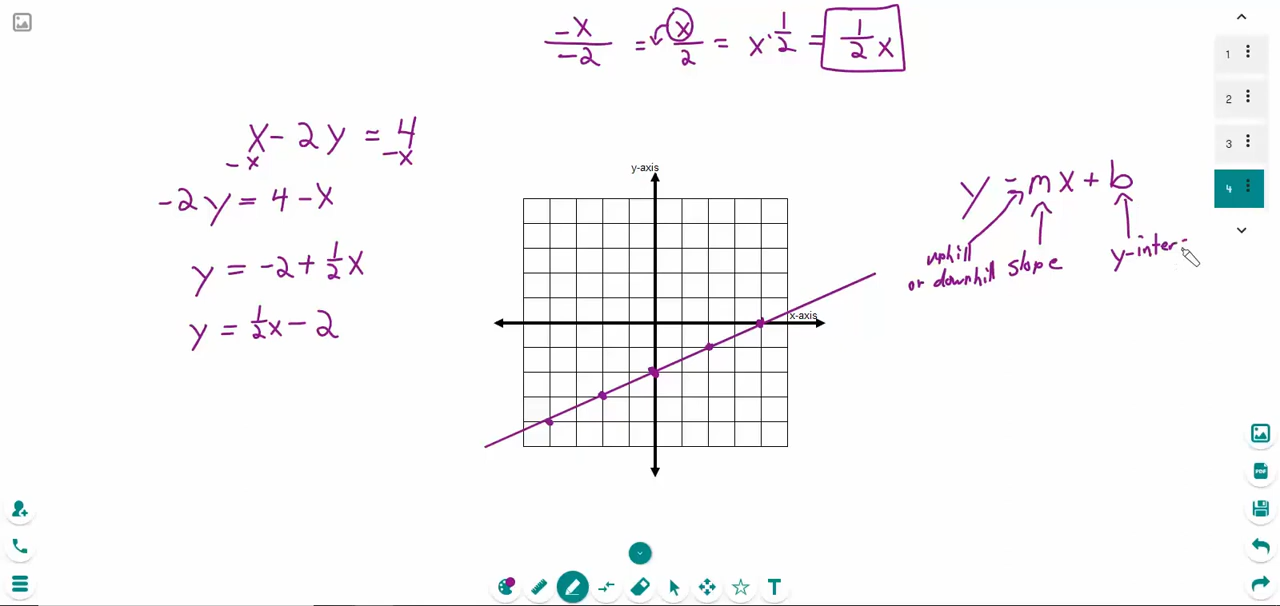 -x/-2 = x/2 = x · 1/2 = 1/2 x
x - 2y = 4
-x -x
-2y = 4 - x
y = -2 + 1/2 x
y = 1/2 x - 2
y-axis
x-axis
y = mx + b
uphill
or downhill slope
y-inter-
1
2
3
4
PDF
T